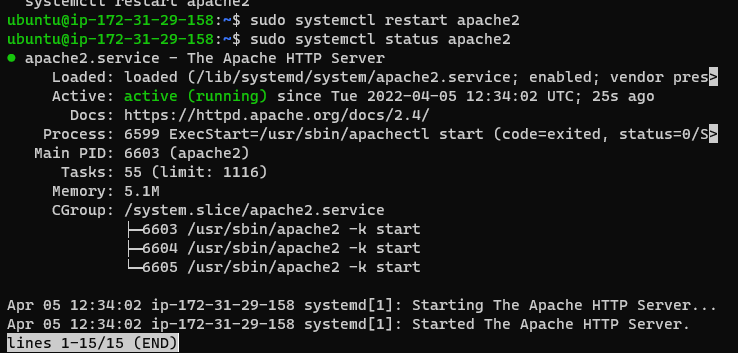 systemctl restart apache2
ubuntu@ip-172-31-29-158:~$ sudo systemctl restart apache2
ubuntu@ip-172-31-29-158:~$ sudo systemctl status apache2
● apache2.service - The Apache HTTP Server
Loaded: loaded (/lib/systemd/system/apache2.service; enabled; vendor pres>
Active: active (running) since Tue 2022-04-05 12:34:02 UTC; 25s ago
Docs: https://httpd.apache.org/docs/2.4/
Process: 6599 ExecStart=/usr/sbin/apachectl start (code=exited, status=0/S>
Main PID: 6603 (apache2)
Tasks: 55 (limit: 1116)
Memory: 5.1M
CGroup: /system.slice/apache2.service
├─6603 /usr/sbin/apache2 -k start
├─6604 /usr/sbin/apache2 -k start
└─6605 /usr/sbin/apache2 -k start
Apr 05 12:34:02 ip-172-31-29-158 systemd[1]: Starting The Apache HTTP Server...
Apr 05 12:34:02 ip-172-31-29-158 systemd[1]: Started The Apache HTTP Server.
lines 1-15/15 (END)